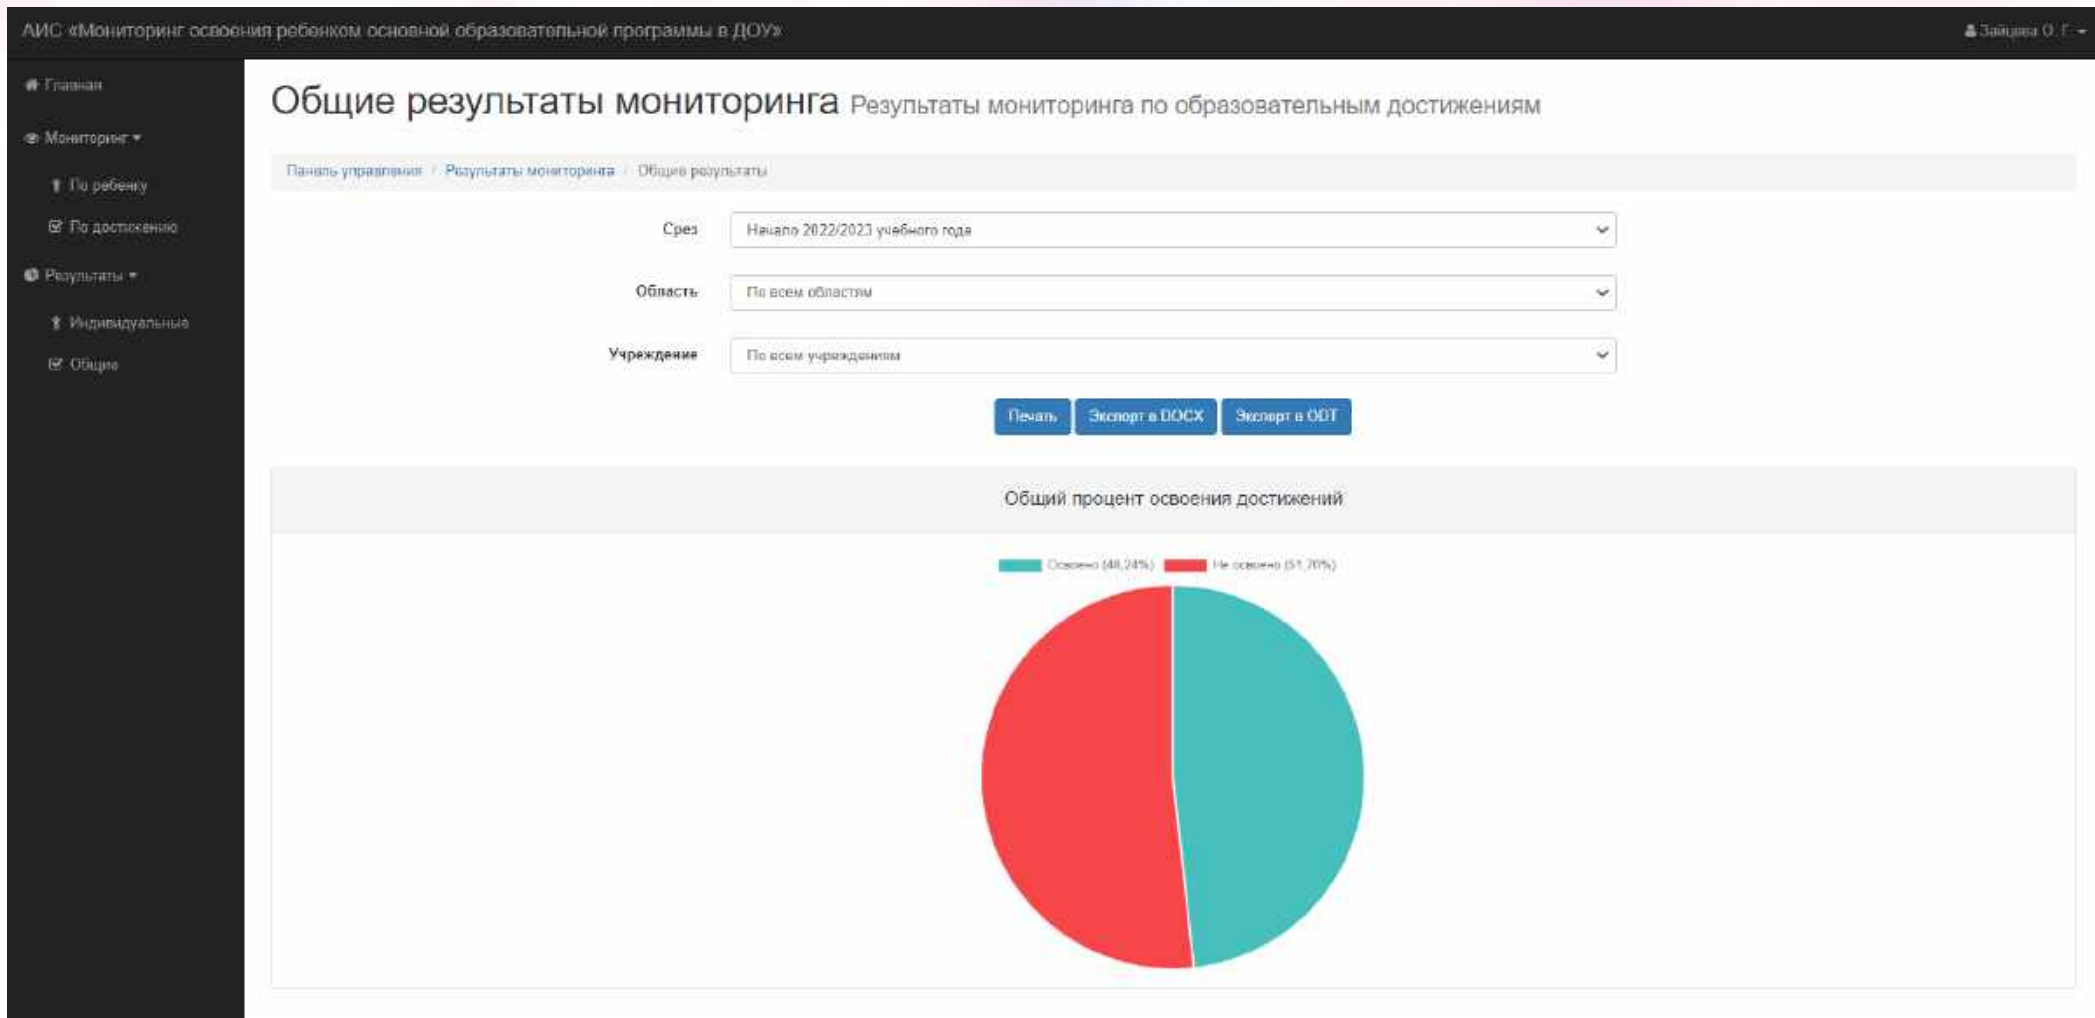 АИС «Мониторинг освоения ребенком основной образовательной программы в ДОУ»
Зайцева О. Г.
Главная
Мониторинг
По ребенку
По достижению
Результаты
Индивидуальные
Общие
Общие результаты мониторинга Результаты мониторинга по образовательным достижениям
Панель управления / Результаты мониторинга / Общие результаты
Срез
Начало 2022/2023 учебного года
Область
По всем областям
Учреждение
По всем учреждениям
Печать
Экспорт в DOCX
Экспорт в ODT
Общий процент освоения достижений
Освоено (48,24%)
Не освоено (51,76%)